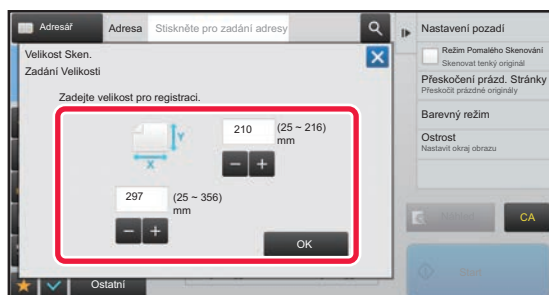 Adresář
Adresa
Stiskněte pro zadání adresy
Velikost Sken.
Zadání Velikosti
Zadejte velikost pro registraci.
Y
X
210
(25 ~ 216)
mm
297
(25 ~ 356)
mm
OK
Ostatní
Nastavení pozadí
Režim Pomalého Skenování
Skenovat tenký originál
Přeskočení prázd. Stránky
Přeskočit prázdné originály
Barevný režim
Ostrost
Nastavit okraj obrazu
CA
Start